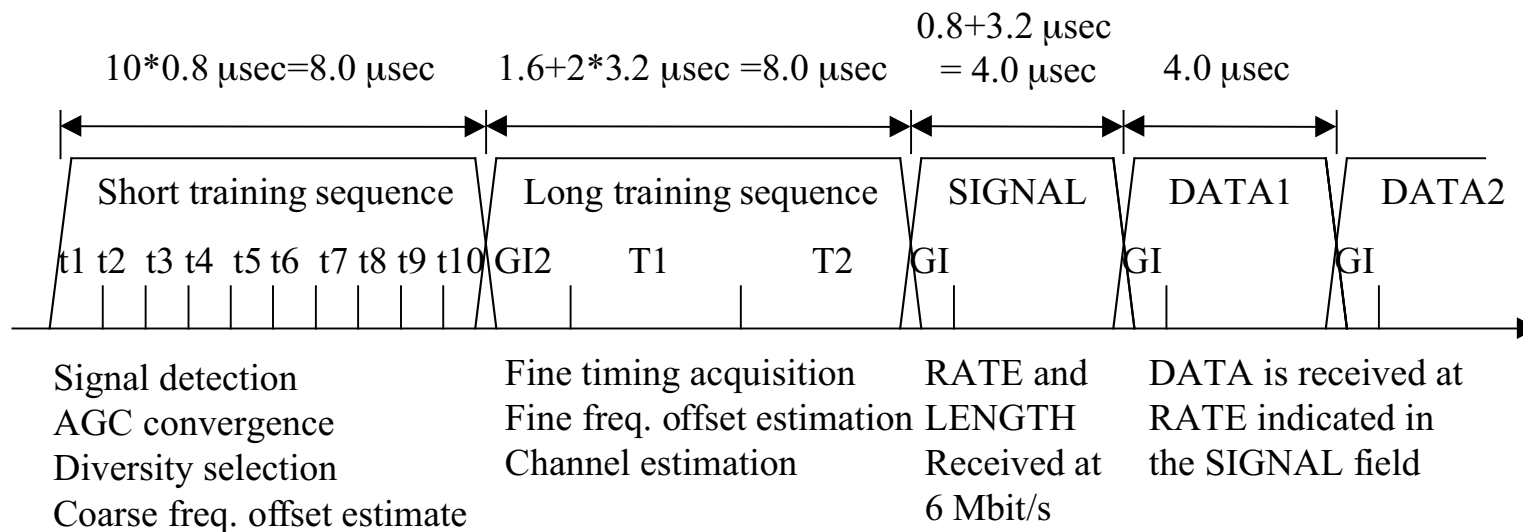 10*0.8 μsec=8.0 μsec
1.6+2*3.2 μsec =8.0 μsec
0.8+3.2 μsec
= 4.0 μsec
4.0 μsec
Short training sequence
Long training sequence
SIGNAL
DATA1
DATA2
t1 t2 t3 t4 t5 t6 t7 t8 t9 t10 GI2 T1 T2 GI GI GI
Signal detection
AGC convergence
Diversity selection
Coarse freq. offset estimate
Fine timing acquisition
Fine freq. offset estimation
Channel estimation
RATE and
LENGTH
Received at
6 Mbit/s
DATA is received at
RATE indicated in
the SIGNAL field